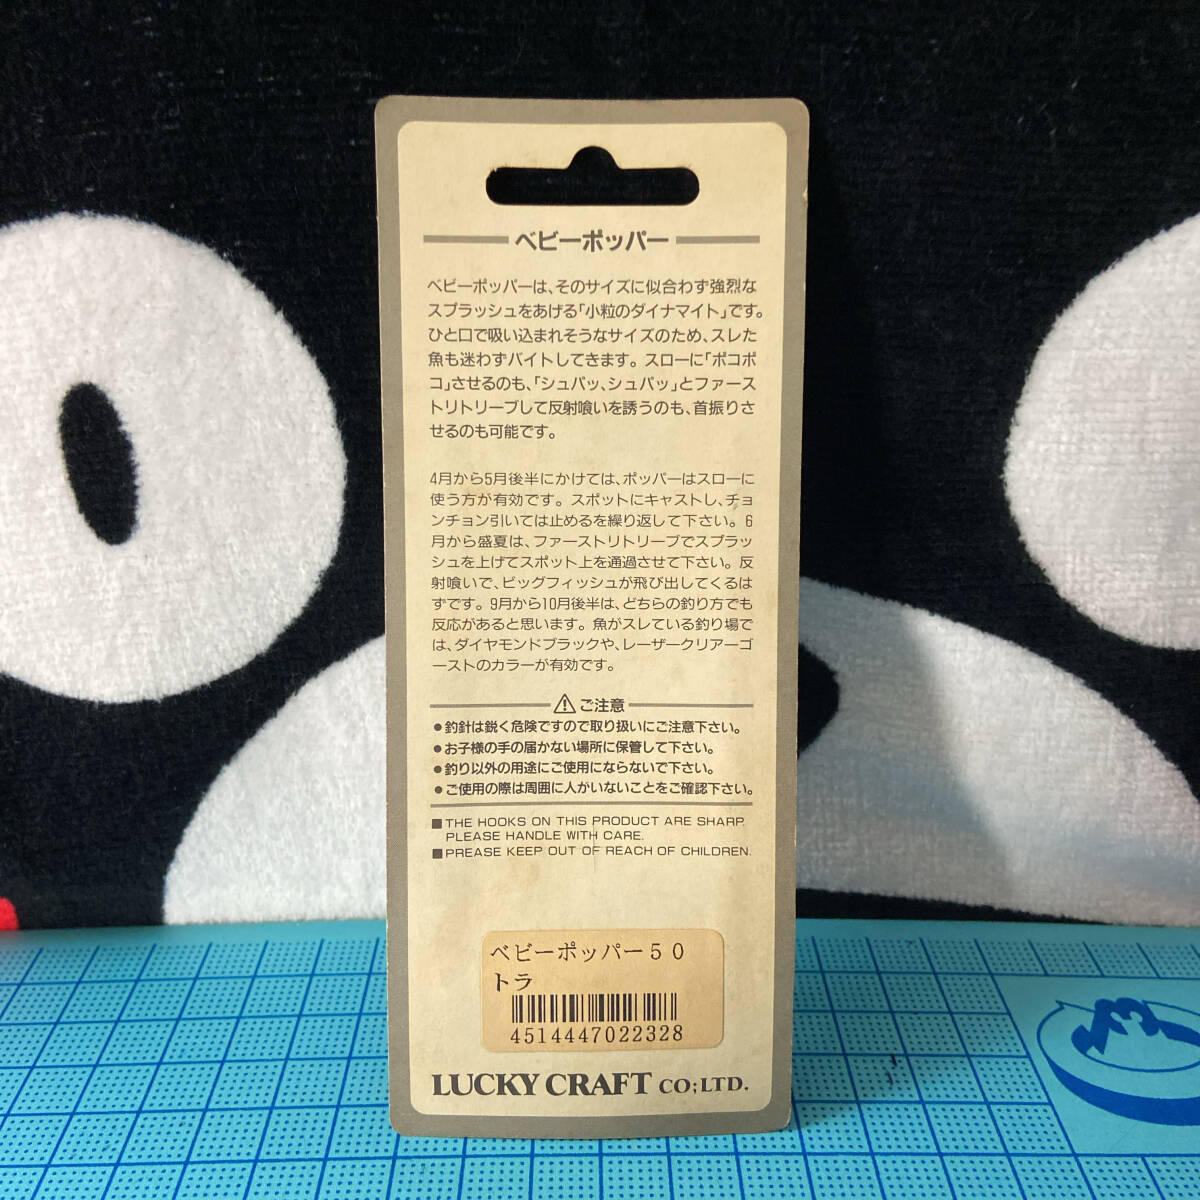 ベビーポッパー
ベビーポッパーは、そのサイズに似合わず強烈な
スプラッシュをあげる「小粒のダイナマイト」です。
ひと口で吸い込まれそうなサイズのため、スレた
魚も迷わずバイトしてきます。スローに「ポコポ
コ」させるのも、「シュバッ、シュバッ」とファース
トリトリーブして反射喰いを誘うのも、首振りさ
せるのも可能です。
4月から5月後半にかけては、ポッパーはスローに
使う方が有効です。スポットにキャストし、チョ
ンチョン引いては止めるを繰り返して下さい。6
月から盛夏は、ファーストリトリーブでスプラッ
シュを上げてスポット上を通過させて下さい。反
射喰いで、ビッグフィッシュが飛び出してくるは
ずです。9月から10月後半は、どちらの釣り方でも
反応があると思います。魚がスレている釣り場で
は、ダイヤモンドブラックや、レーザークリアーゴ
ーストのカラーが有効です。
⚠ ご注意
●釣針は鋭く危険ですので取り扱いにご注意下さい。
●お子様の手の届かない場所に保管して下さい。
●釣り以外の用途にご使用にならないで下さい。
●ご使用の際は周囲に人がいないことをご確認下さい。
■THE HOOKS ON THIS PRODUCT ARE SHARP.
PLEASE HANDLE WITH CARE.
■PREASE KEEP OUT OF REACH OF CHILDREN.
ベビーポッパー50
トラ
4514447022328
LUCKY CRAFT CO;LTD.